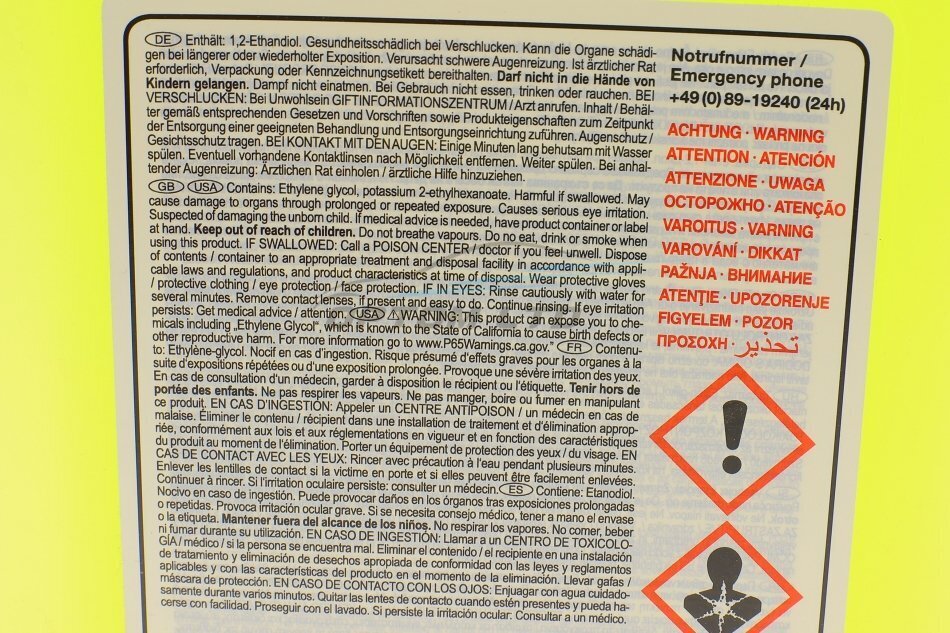 DE Enthält: 1,2-Ethandiol. Gesundheitsschädlich bei Verschlucken. Kann die Organe schädi-
gen bei längerer oder wiederholter Exposition. Verursacht schwere Augenreizung. Ist ärztlicher Rat
erforderlich, Verpackung oder Kennzeichnungsetikett bereithalten. Darf nicht in die Hände von
Kindern gelangen. Dampf nicht einatmen. Bei Gebrauch nicht essen, trinken oder rauchen. BEI
VERSCHLUCKEN: Bei Unwohlsein GIFTINFORMATIONSZENTRUM / Arzt anrufen. Inhalt / Behäl-
ter gemäß entsprechenden Gesetzen und Vorschriften sowie Produkteigenschaften zum Zeitpunkt
der Entsorgung einer geeigneten Behandlung und Entsorgungseinrichtung zuführen. Augenschutz /
Gesichtsschutz tragen. BEI KONTAKT MIT DEN AUGEN: Einige Minuten lang behutsam mit Wasser
spülen. Eventuell vorhandene Kontaktlinsen nach Möglichkeit entfernen. Weiter spülen. Bei anhal-
tender Augenreizung: Ärztlichen Rat einholen / ärztliche Hilfe hinzuziehen.
GB USA Contains: Ethylene glycol, potassium 2-ethylhexanoate. Harmful if swallowed. May
cause damage to organs through prolonged or repeated exposure. Causes serious eye irritation.
Suspected of damaging the unborn child. If medical advice is needed, have product container or label
at hand. Keep out of reach of children. Do not breathe vapours. Do no eat, drink or smoke when
using this product. IF SWALLOWED: Call a POISON CENTER / doctor if you feel unwell. Dispose
of contents / container to an appropriate treatment and disposal facility in accordance with appli-
cable laws and regulations, and product characteristics at time of disposal. Wear protective gloves
/ protective clothing / eye protection / face protection. IF IN EYES: Rinse cautiously with water for
several minutes. Remove contact lenses, if present and easy to do. Continue rinsing. If eye irritation
persists: Get medical advice / attention. USA ⚠WARNING: This product can expose you to che-
micals including „Ethylene Glycol“, which is known to the State of California to cause birth defects or
other reproductive harm. For more information go to www.P65Warnings.ca.gov.” FR Contenu-
to: Ethylène-glycol. Nocif en cas d'ingestion. Risque présumé d'effets graves pour les organes à la
suite d'expositions répétées ou d'une exposition prolongée. Provoque une sévère irritation des yeux.
En cas de consultation d'un médecin, garder à disposition le récipient ou l'étiquette. Tenir hors de
portée des enfants. Ne pas respirer les vapeurs. Ne pas manger, boire ou fumer en manipulant
ce produit. EN CAS D'INGESTION: Appeler un CENTRE ANTIPOISON / un médecin en cas de
malaise. Éliminer le contenu / récipient dans une installation de traitement et d'élimination approp-
riée, conformément aux lois et aux réglementations en vigueur et en fonction des caractéristiques
du produit au moment de l'élimination. Porter un équipement de protection des yeux / du visage. EN
CAS DE CONTACT AVEC LES YEUX: Rincer avec précaution à l'eau pendant plusieurs minutes.
Enlever les lentilles de contact si la victime en porte et si elles peuvent être facilement enlevées.
Continuer à rincer. Si l'irritation oculaire persiste: consulter un médecin. ES Contiene: Etanodiol.
Nocivo en caso de ingestión. Puede provocar daños en los órganos tras exposiciones prolongadas
o repetidas. Provoca irritación ocular grave. Si se necesita consejo médico, tener a mano el envase
o la etiqueta. Mantener fuera del alcance de los niños. No respirar los vapores. No comer, beber
ni fumar durante su utilización. EN CASO DE INGESTIÓN: Llamar a un CENTRO DE TOXICOLO-
GÍA / médico / si la persona se encuentra mal. Eliminar el contenido / el recipiente en una instalación
de tratamiento y eliminación de desechos apropiada de conformidad con las leyes y reglamentos
aplicables y con las características del producto en el momento de la eliminación. Llevar gafas /
máscara de protección. EN CASO DE CONTACTO CON LOS OJOS: Enjuagar con agua cuidado-
samente durante varios minutos. Quitar las lentes de contacto cuando estén presentes y pueda ha-
cerse con facilidad. Proseguir con el lavado. Si persiste la irritación ocular: Consultar a un médico.
Notrufnummer /
Emergency phone
+49 (0) 89-19240 (24h)
ACHTUNG · WARNING
ATTENTION · ATENCIÓN
ATTENZIONE · UWAGA
ОСТОРОЖНО · ATENÇÃO
VAROITUS · VARNING
VAROVÁNÍ · DIKKAT
PAŽNJA · ВНИМАНИЕ
ATENŢIE · UPOZORENJE
FIGYELEM · POZOR
ΠΡΟΣΟΧΗ · تحذير